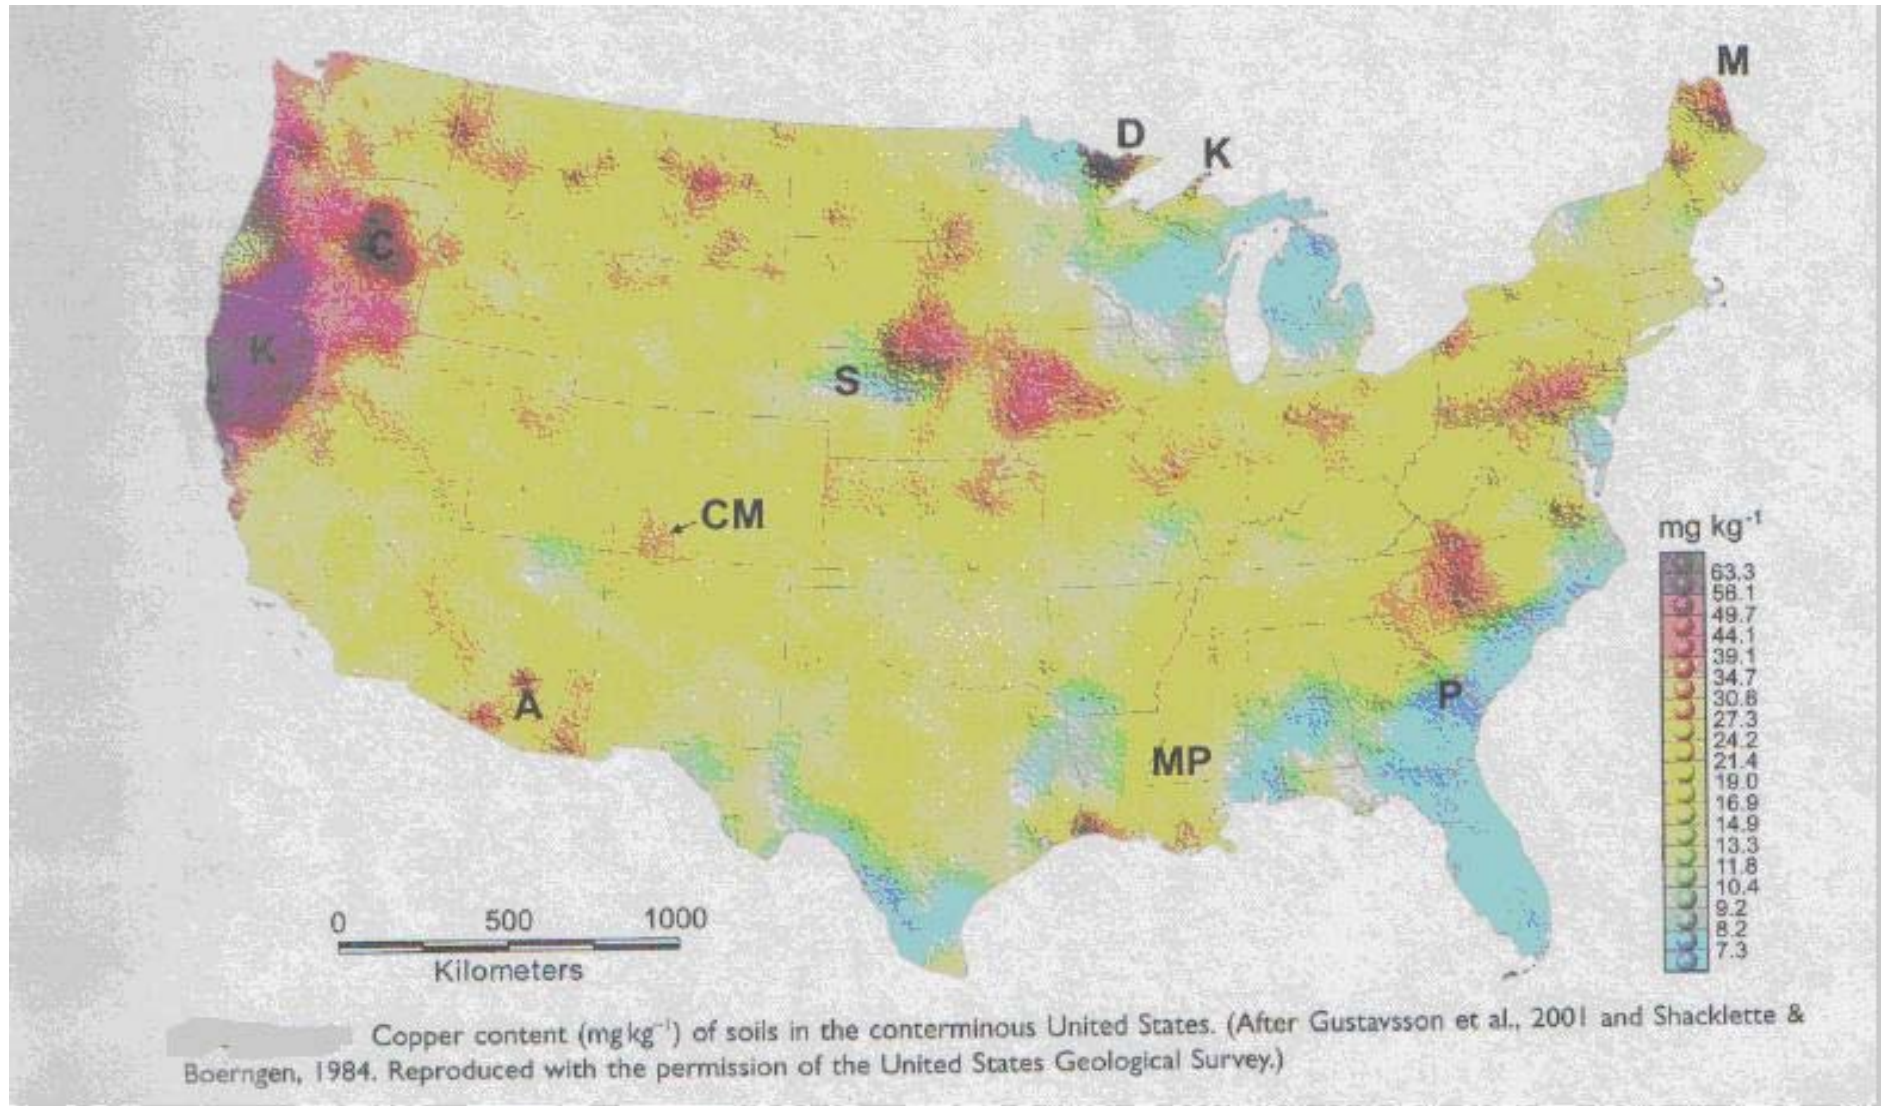 M
D
K
C
K
S
CM
A
MP
P
mg kg-1
63.3
56.1
49.7
44.1
39.1
34.7
30.8
27.3
24.2
21.4
19.0
16.9
14.9
13.3
11.8
10.4
9.2
8.2
7.3
0 500 1000
Kilometers
Copper content (mg kg-1) of soils in the conterminous United States. (After Gustavsson et al., 2001 and Shacklette &
Boerngen, 1984. Reproduced with the permission of the United States Geological Survey.)